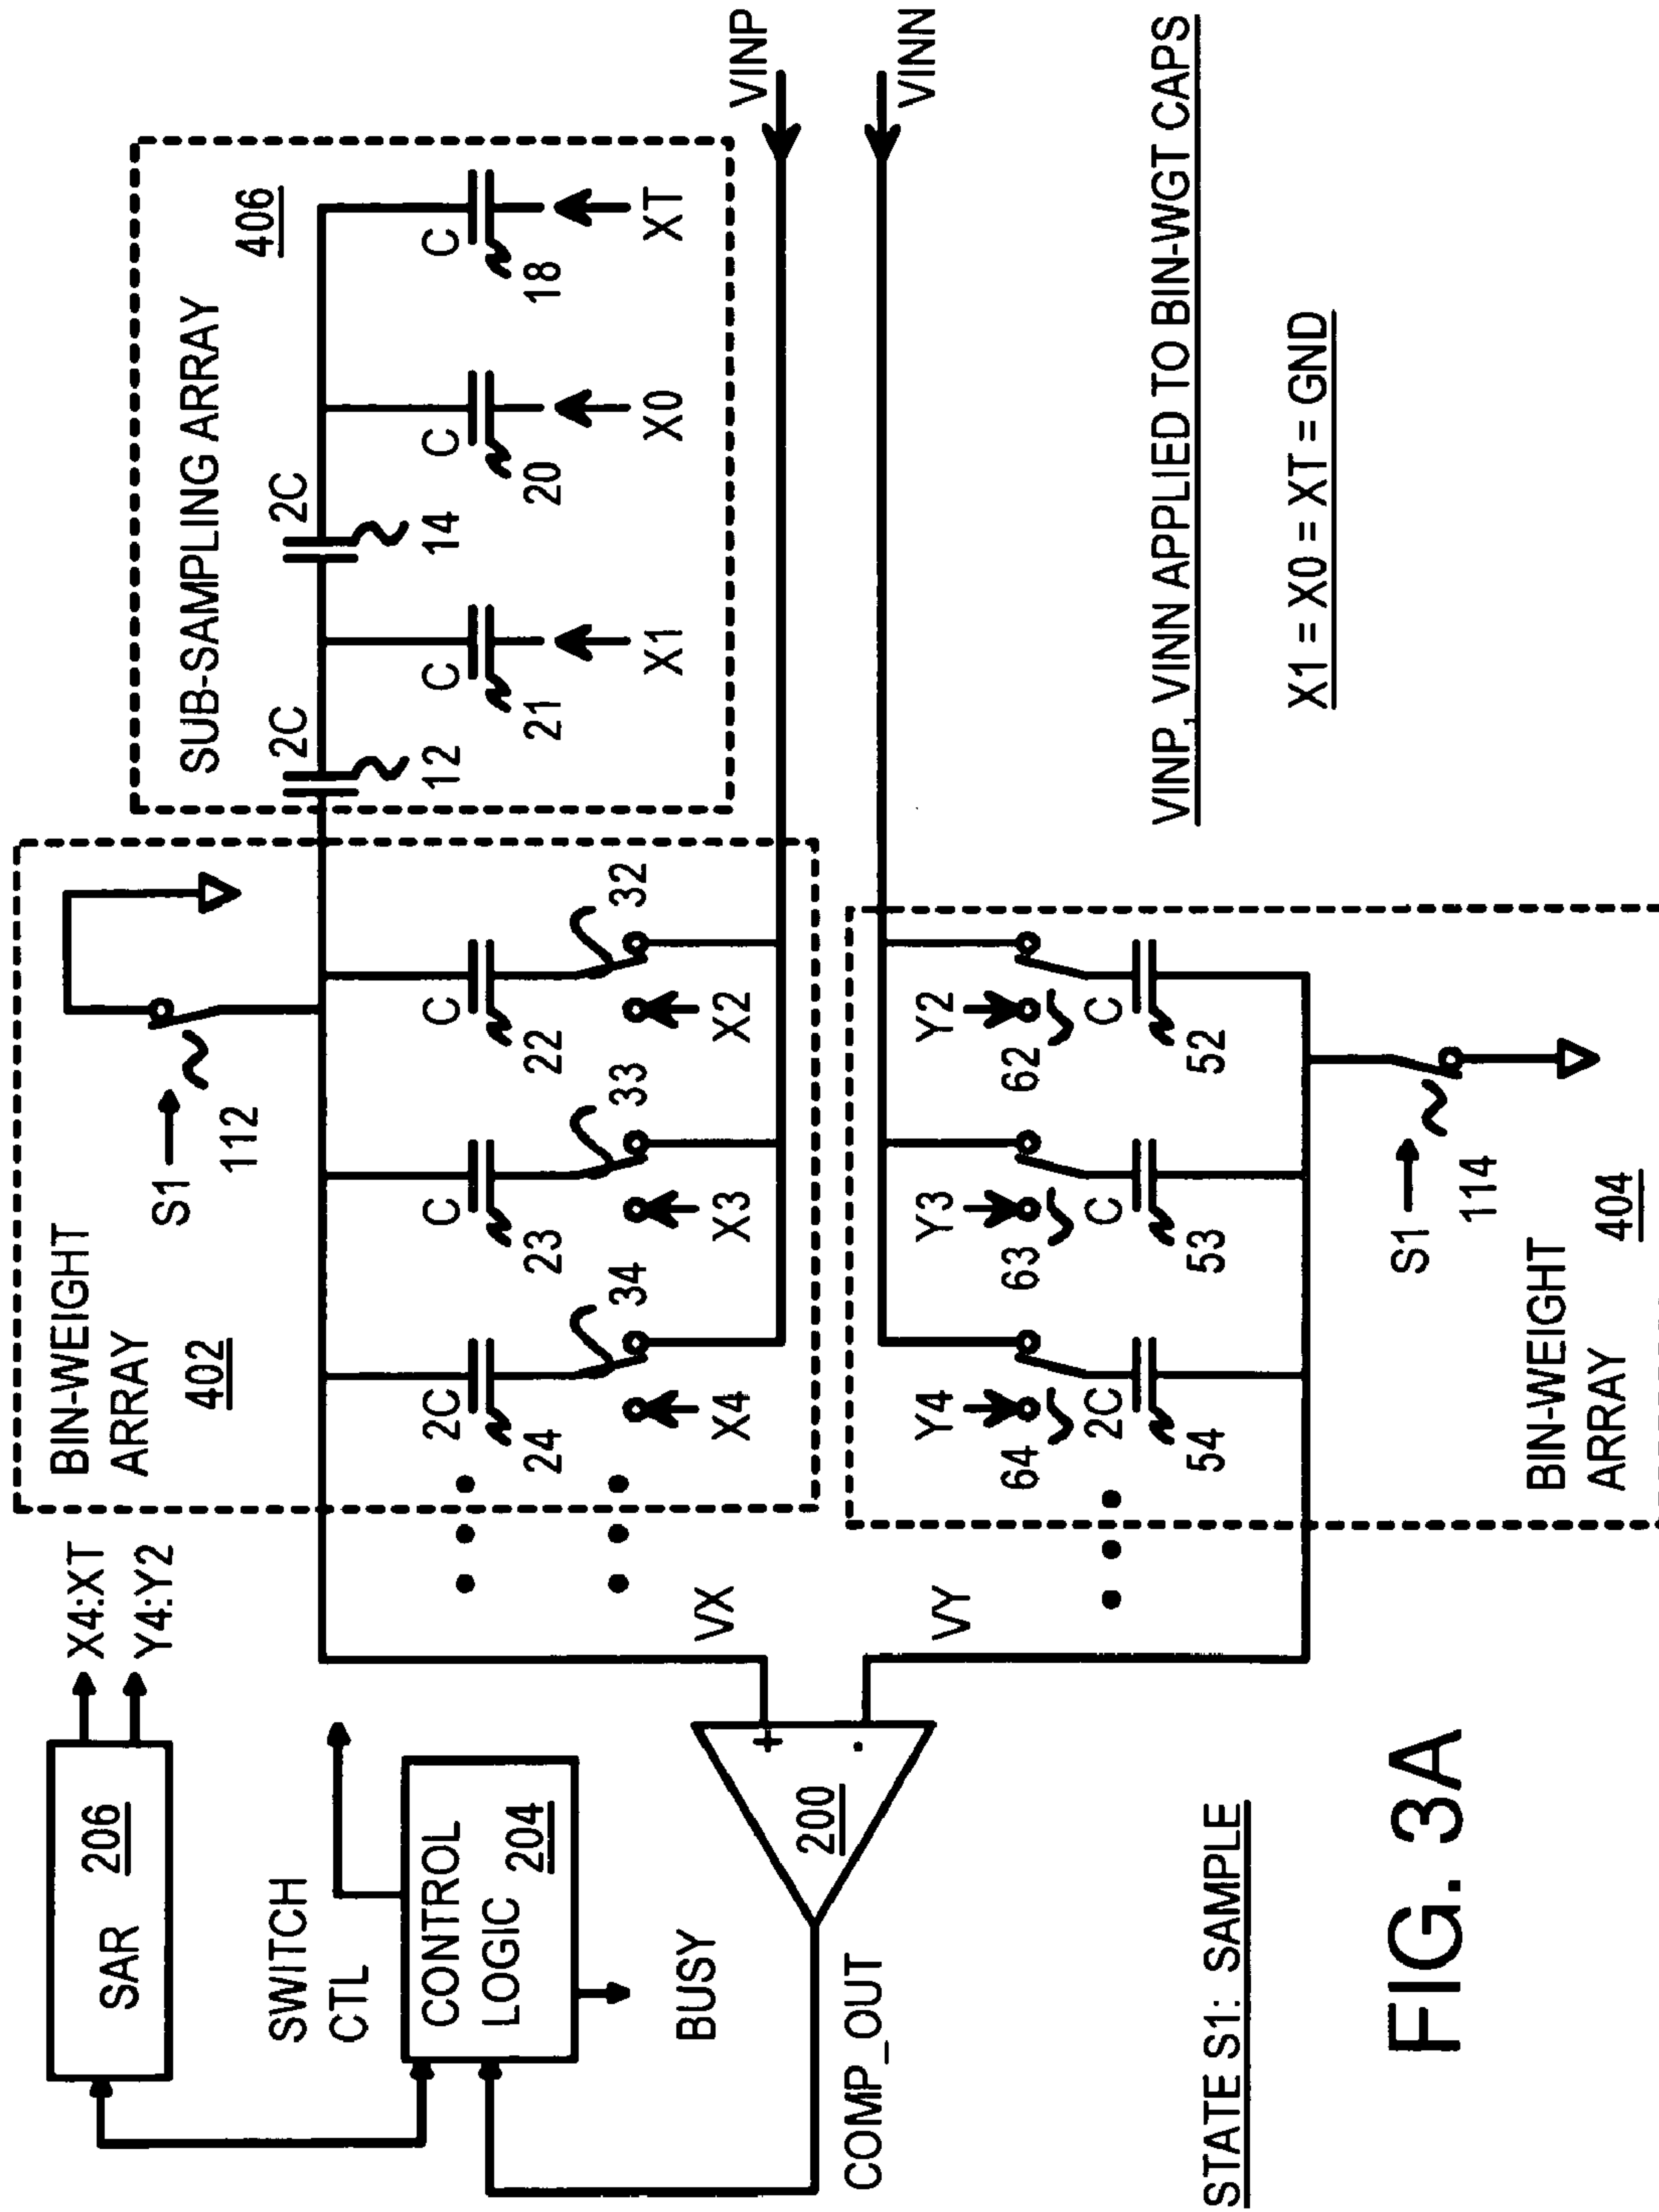 SAR 206
X4:XT
Y4:Y2
SWITCH
CTL
CONTROL
LOGIC 204
BUSY
COMP_OUT
200
+
-
VX
VY
BIN-WEIGHT
ARRAY
402
S1
112
2C
24
34
X4
C
23
33
X3
C
22
32
X2
SUB-SAMPLING ARRAY
406
2C
12
2C
14
C
21
X1
C
20
X0
C
18
XT
VINP
VINN
Y4
64
2C
54
Y3
63
C
53
Y2
62
C
52
S1
114
BIN-WEIGHT
ARRAY
404
VINP, VINN APPLIED TO BIN-WGT CAPS
X1 = X0 = XT = GND
STATE S1: SAMPLE
FIG. 3A